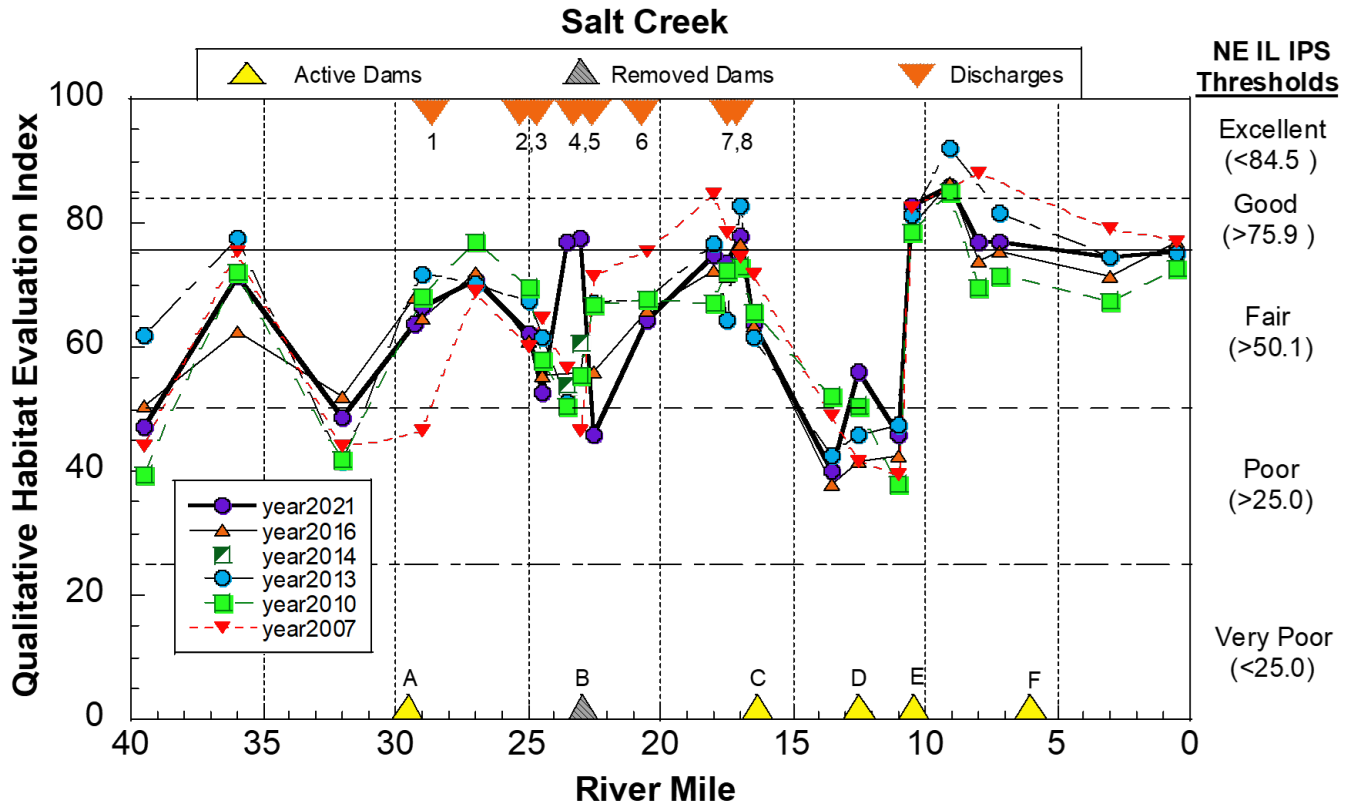 Salt Creek
Active Dams Removed Dams Discharges
NE IL IPS
Thresholds
Excellent
(<84.5 )
Good
(>75.9 )
Fair
(>50.1)
Poor
(>25.0)
Very Poor
(<25.0)
Qualitative Habitat Evaluation Index
100
80
60
40
20
0
1 2,3 4,5 6 7,8
year2021
year2016
year2014
year2013
year2010
year2007
A B C D E F
40 35 30 25 20 15 10 5 0
River Mile